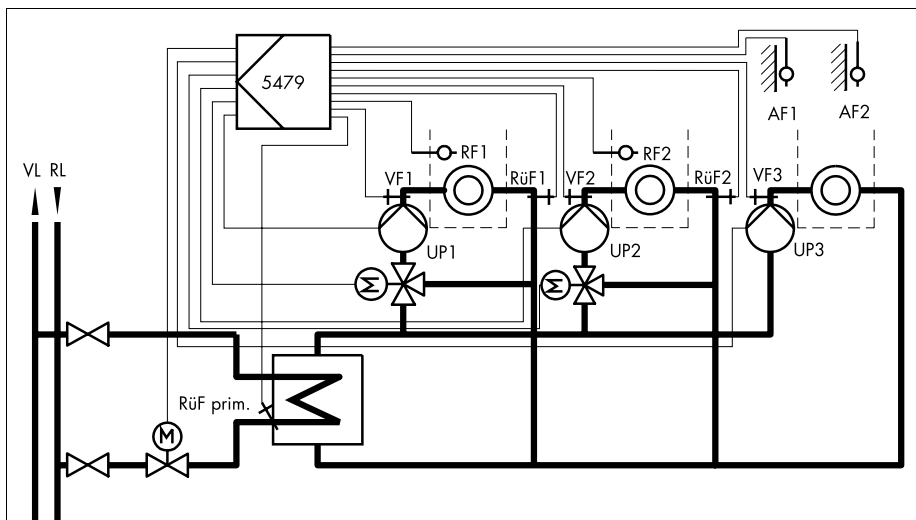 5479
AF1
AF2
VL
RL
VF1
RF1
RüF1
VF2
RF2
RüF2
VF3
UP1
UP2
UP3
M
M
RüF prim.
M